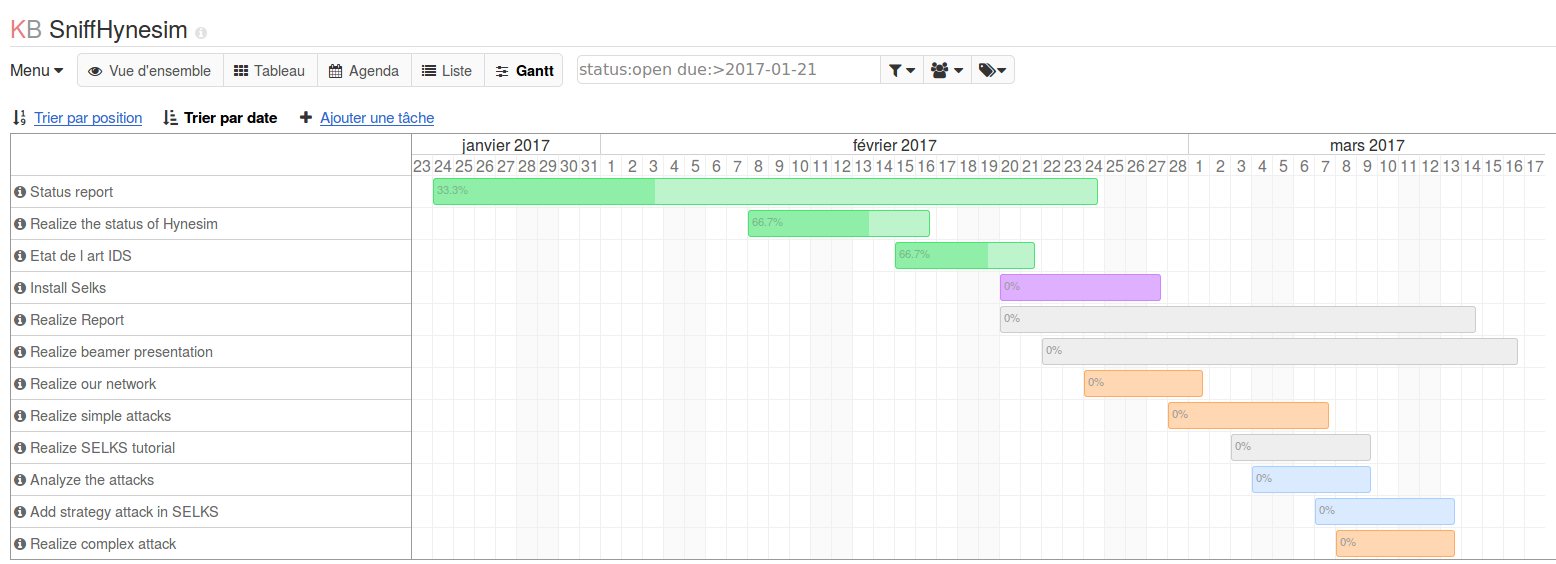 KB SniffHynesim
Menu Vue d'ensemble Tableau Agenda Liste Gantt status:open due:>2017-01-21
Trier par position Trier par date Ajouter une tâche
janvier 2017 février 2017 mars 2017
23 24 25 26 27 28 29 30 31 1 2 3 4 5 6 7 8 9 10 11 12 13 14 15 16 17 18 19 20 21 22 23 24 25 26 27 28 1 2 3 4 5 6 7 8 9 10 11 12 13 14 15 16 17
Status report 33.3%
Realize the status of Hynesim 66.7%
Etat de l art IDS 66.7%
Install Selks 0%
Realize Report 0%
Realize beamer presentation 0%
Realize our network 0%
Realize simple attacks 0%
Realize SELKS tutorial 0%
Analyze the attacks 0%
Add strategy attack in SELKS 0%
Realize complex attack 0%